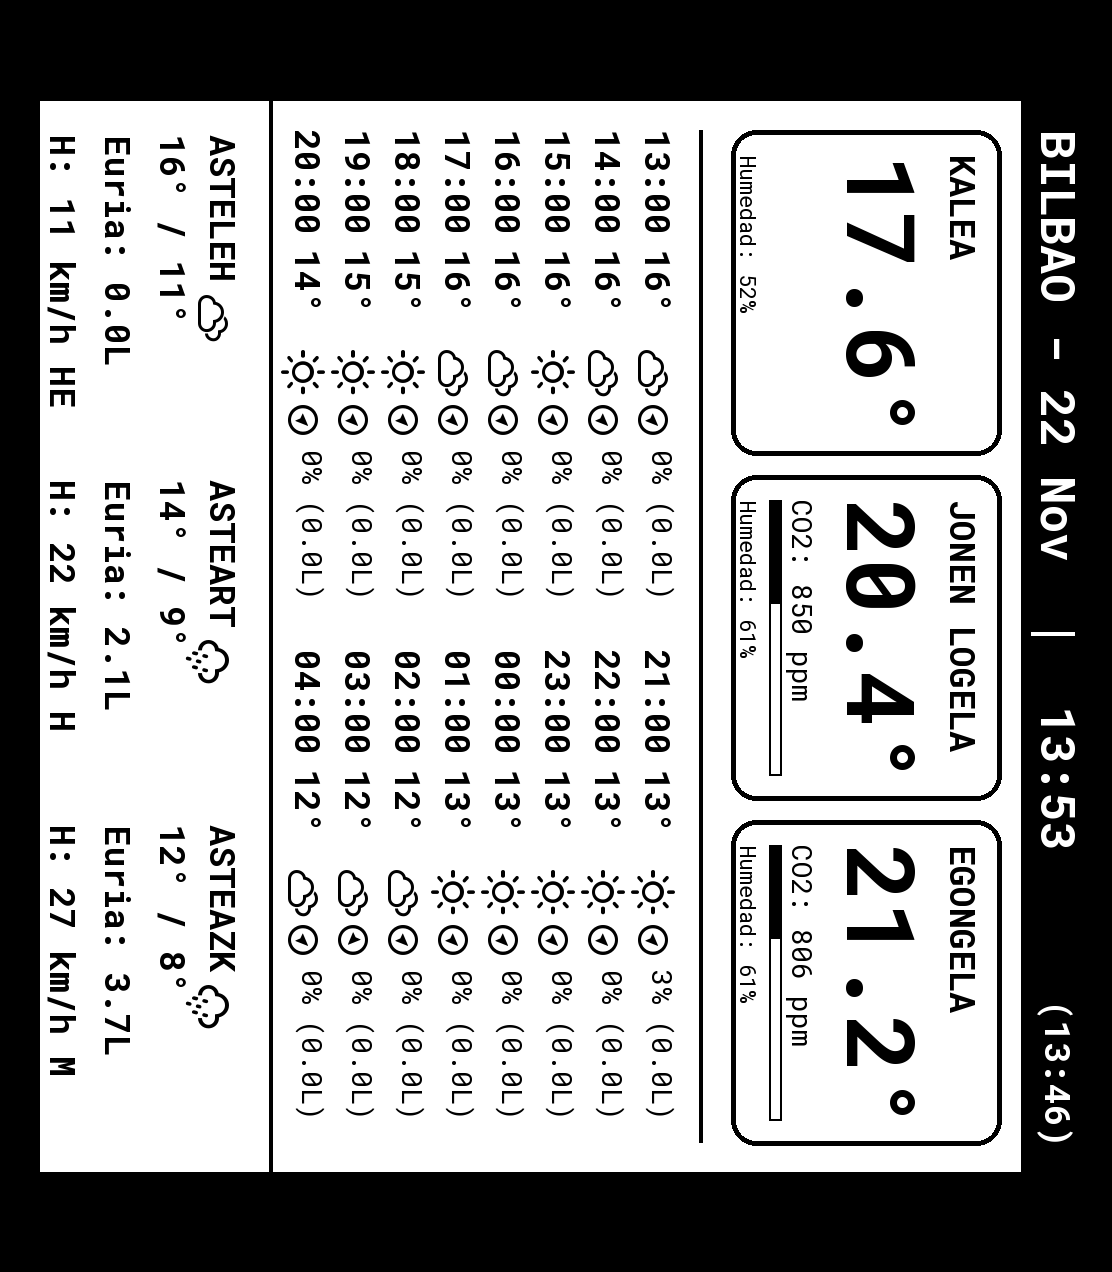 BILBAO - 22 Nov | 13:53 (13:46)
KALEA
17.6°
Humedad: 52%
JONEN LOGELA
20.4°
CO2: 850 ppm
Humedad: 61%
EGONGELA
21.2°
CO2: 806 ppm
Humedad: 61%
13:00 16° 0% (0.0L)
14:00 16° 0% (0.0L)
15:00 16° 0% (0.0L)
16:00 16° 0% (0.0L)
17:00 16° 0% (0.0L)
18:00 15° 0% (0.0L)
19:00 15° 0% (0.0L)
20:00 14° 0% (0.0L)
21:00 13° 3% (0.0L)
22:00 13° 0% (0.0L)
23:00 13° 0% (0.0L)
00:00 13° 0% (0.0L)
01:00 13° 0% (0.0L)
02:00 12° 0% (0.0L)
03:00 12° 0% (0.0L)
04:00 12° 0% (0.0L)
ASTELEH
16° / 11°
Euria: 0.0L
H: 11 km/h HE
ASTEART
14° / 9°
Euria: 2.1L
H: 22 km/h H
ASTEAZK
12° / 8°
Euria: 3.7L
H: 27 km/h M